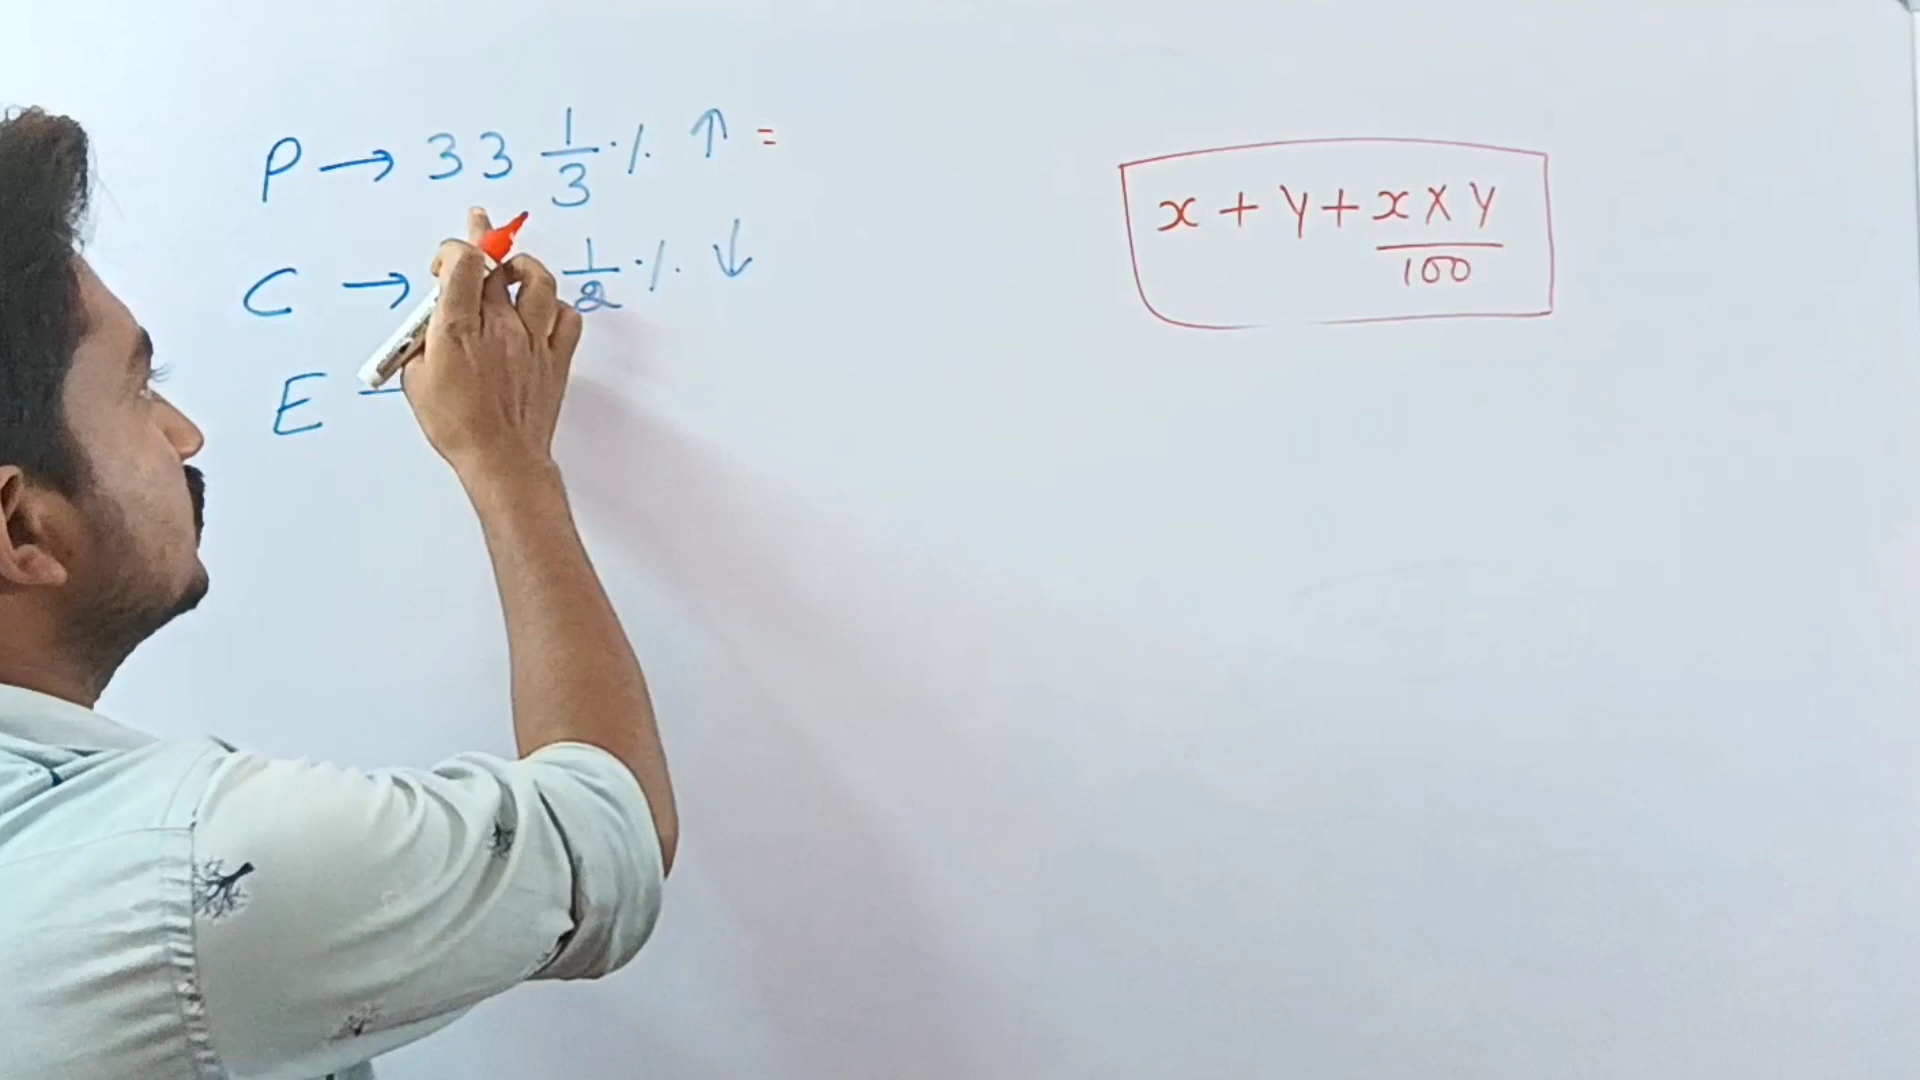 P → 33 1/3 % ↑ =
C → 1/2 % ↓
E
x + y + x × y / 100